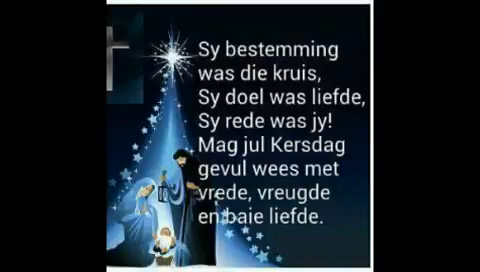 Sy bestemming
was die kruis,
Sy doel was liefde,
Sy rede was jy!
Mag jul Kersdag
gevul wees met
vrede, vreugde
en baie liefde.